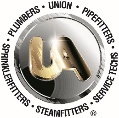 PLUMBERS • UNION • PIPEFITTERS • SERVICE TECHS • STEAMFITTERS • SPRINKLERFITTERS •
UA
®